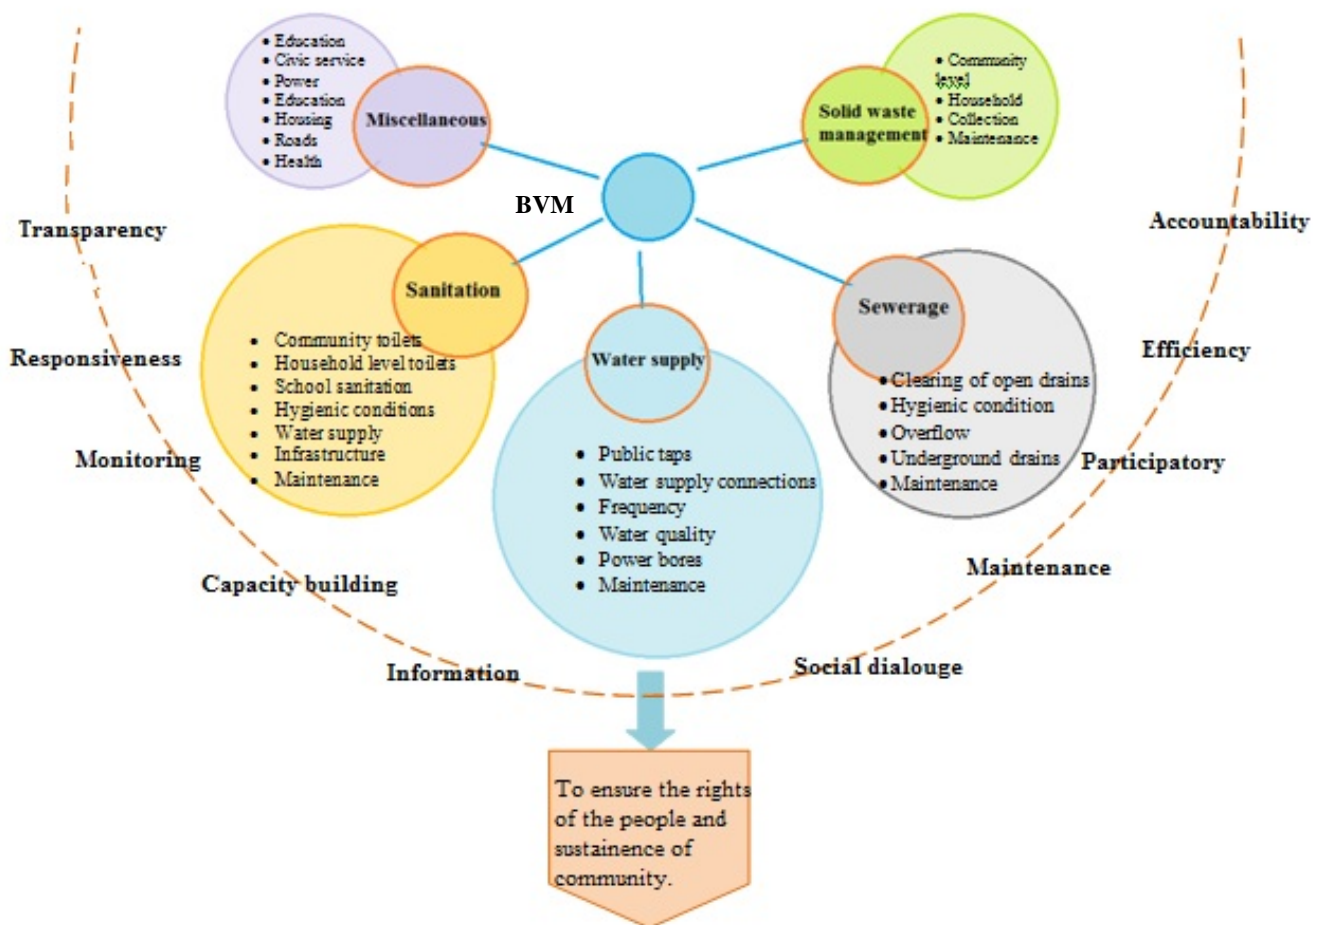 • Education
• Civic service
• Power
• Education
• Housing
• Roads
• Health
Miscellaneous
Solid waste
management
• Community
level
• Household
• Collection
• Maintenance
BVM
Transparency
Accountability
Sanitation
• Community toilets
• Household level toilets
• School sanitation
• Hygienic conditions
• Water supply
• Infrastructure
• Maintenance
Water supply
• Public taps
• Water supply connections
• Frequency
• Water quality
• Power bores
• Maintenance
Sewerage
• Clearing of open drains
• Hygienic condition
• Overflow
• Underground drains
• Maintenance
Responsiveness
Efficiency
Monitoring
Participatory
Capacity building
Maintenance
Information
Social dialouge
To ensure the rights
of the people and
sustainence of
community.